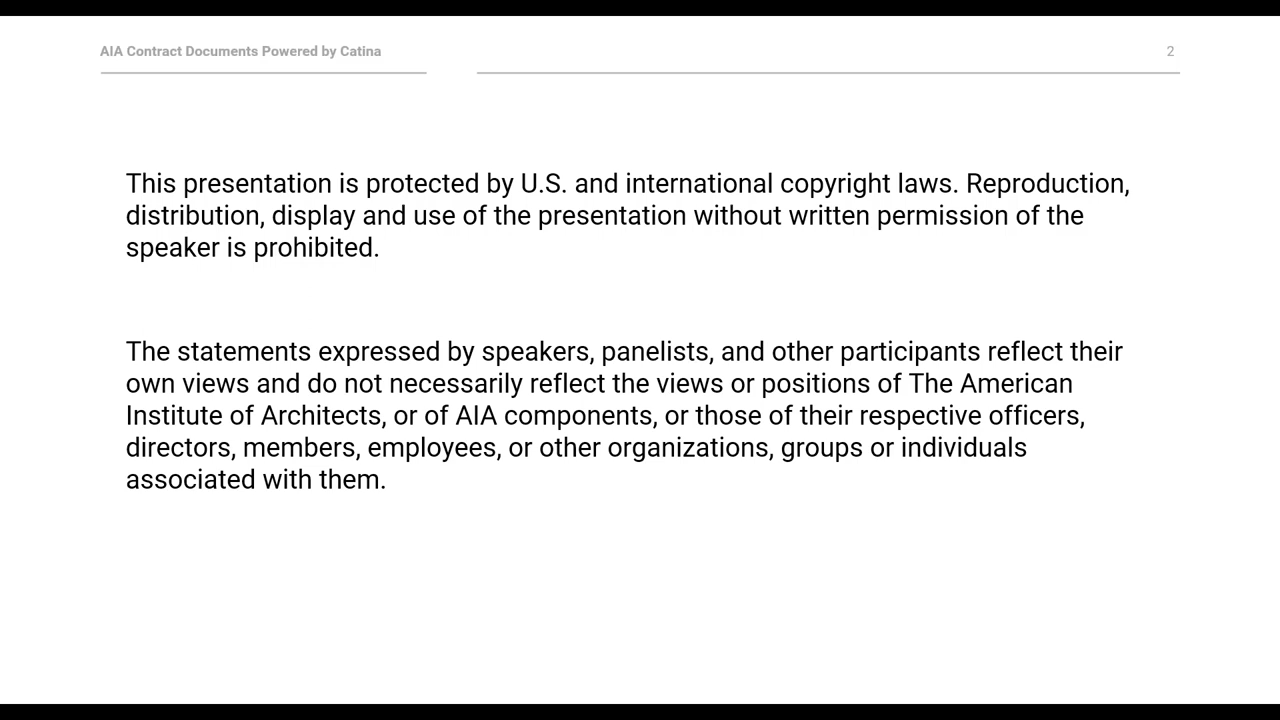 AIA Contract Documents Powered by Catina
2
This presentation is protected by U.S. and international copyright laws. Reproduction,
distribution, display and use of the presentation without written permission of the
speaker is prohibited.
The statements expressed by speakers, panelists, and other participants reflect their
own views and do not necessarily reflect the views or positions of The American
Institute of Architects, or of AIA components, or those of their respective officers,
directors, members, employees, or other organizations, groups or individuals
associated with them.